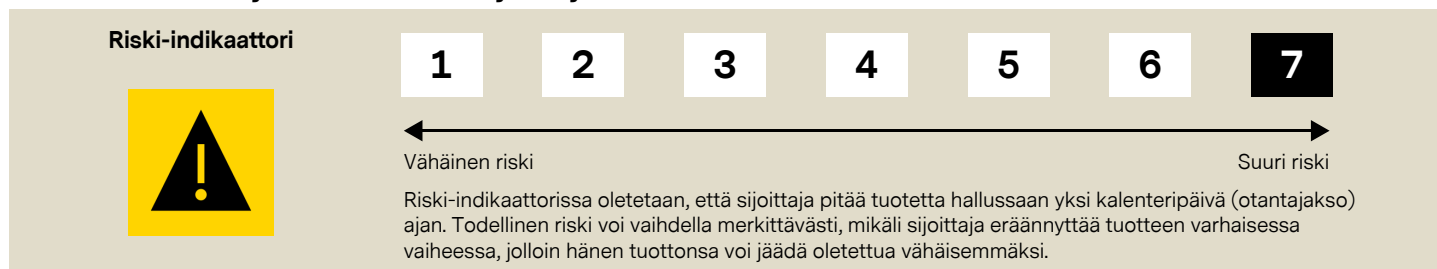 Riski-indikaattori
1 2 3 4 5 6 7
Vähäinen riski Suuri riski
Riski-indikaattorissa oletetaan, että sijoittaja pitää tuotetta hallussaan yksi kalenteripäivä (otantajakso)
ajan. Todellinen riski voi vaihdella merkittävästi, mikäli sijoittaja eräännyttää tuotteen varhaisessa
vaiheessa, jolloin hänen tuottonsa voi jäädä oletettua vähäisemmäksi.